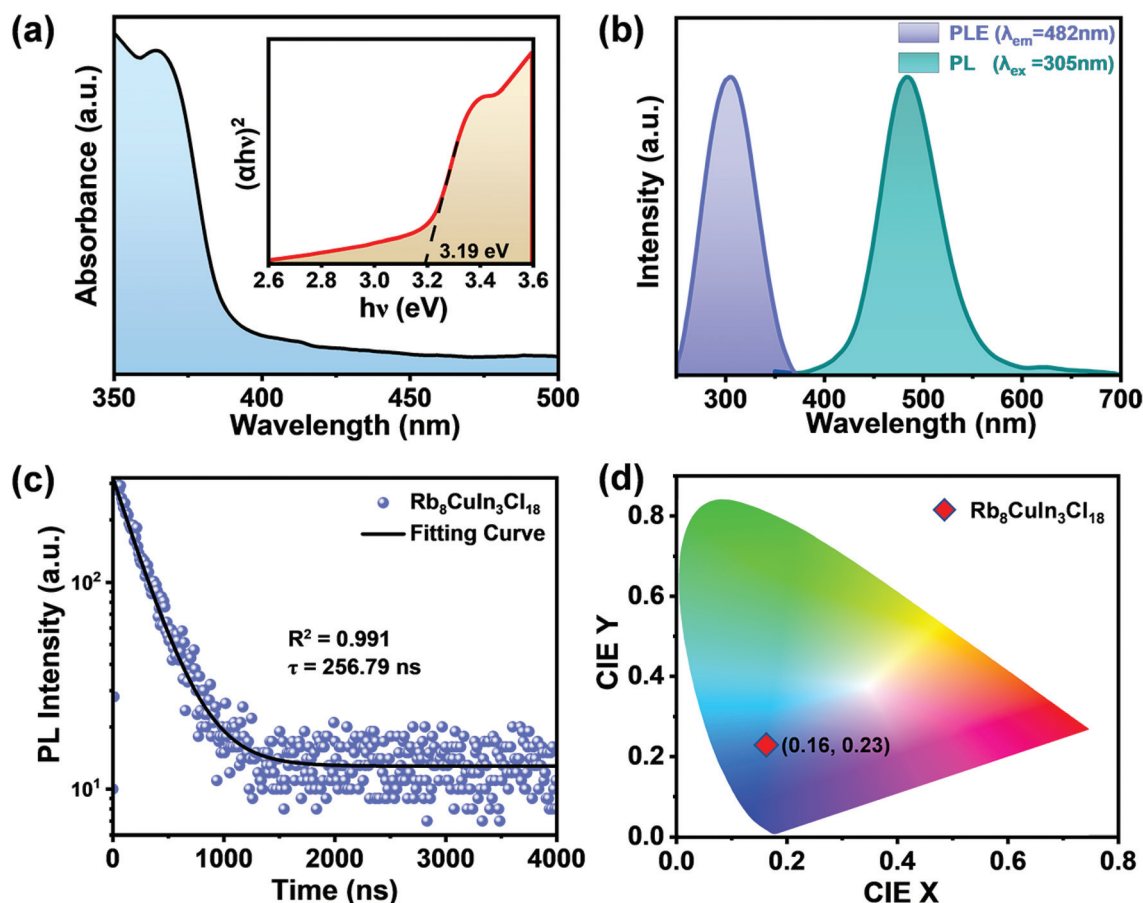 (a)
Absorbance (a.u.)
350
400
450
500
Wavelength (nm)
(αhν)²
3.19 eV
2.6
2.8
3.0
3.2
3.4
3.6
hν (eV)
(b)
PLE (λem=482nm)
PL (λex =305nm)
Intensity (a.u.)
300
400
500
600
700
Wavelength (nm)
(c)
Rb₈CuIn₃Cl₁₈
Fitting Curve
R² = 0.991
τ = 256.79 ns
PL Intensity (a.u.)
10²
10¹
0
1000
2000
3000
4000
Time (ns)
(d)
Rb₈CuIn₃Cl₁₈
(0.16, 0.23)
CIE Y
0.8
0.6
0.4
0.2
0.0
0.0
0.2
0.4
0.6
0.8
CIE X